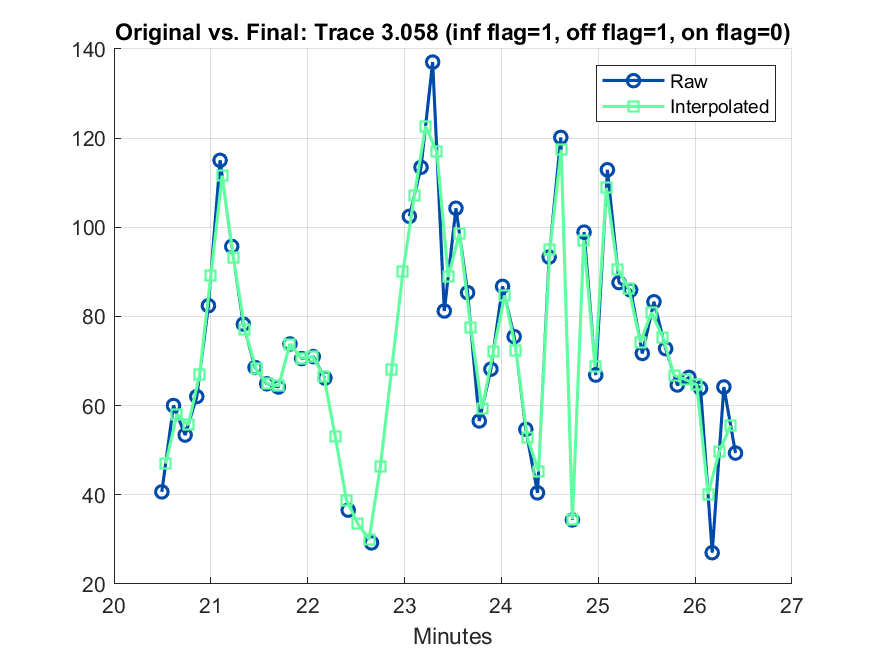 Original vs. Final: Trace 3.058 (inf flag=1, off flag=1, on flag=0)
140
120
100
80
60
40
20
Raw
Interpolated
20 21 22 23 24 25 26 27
Minutes